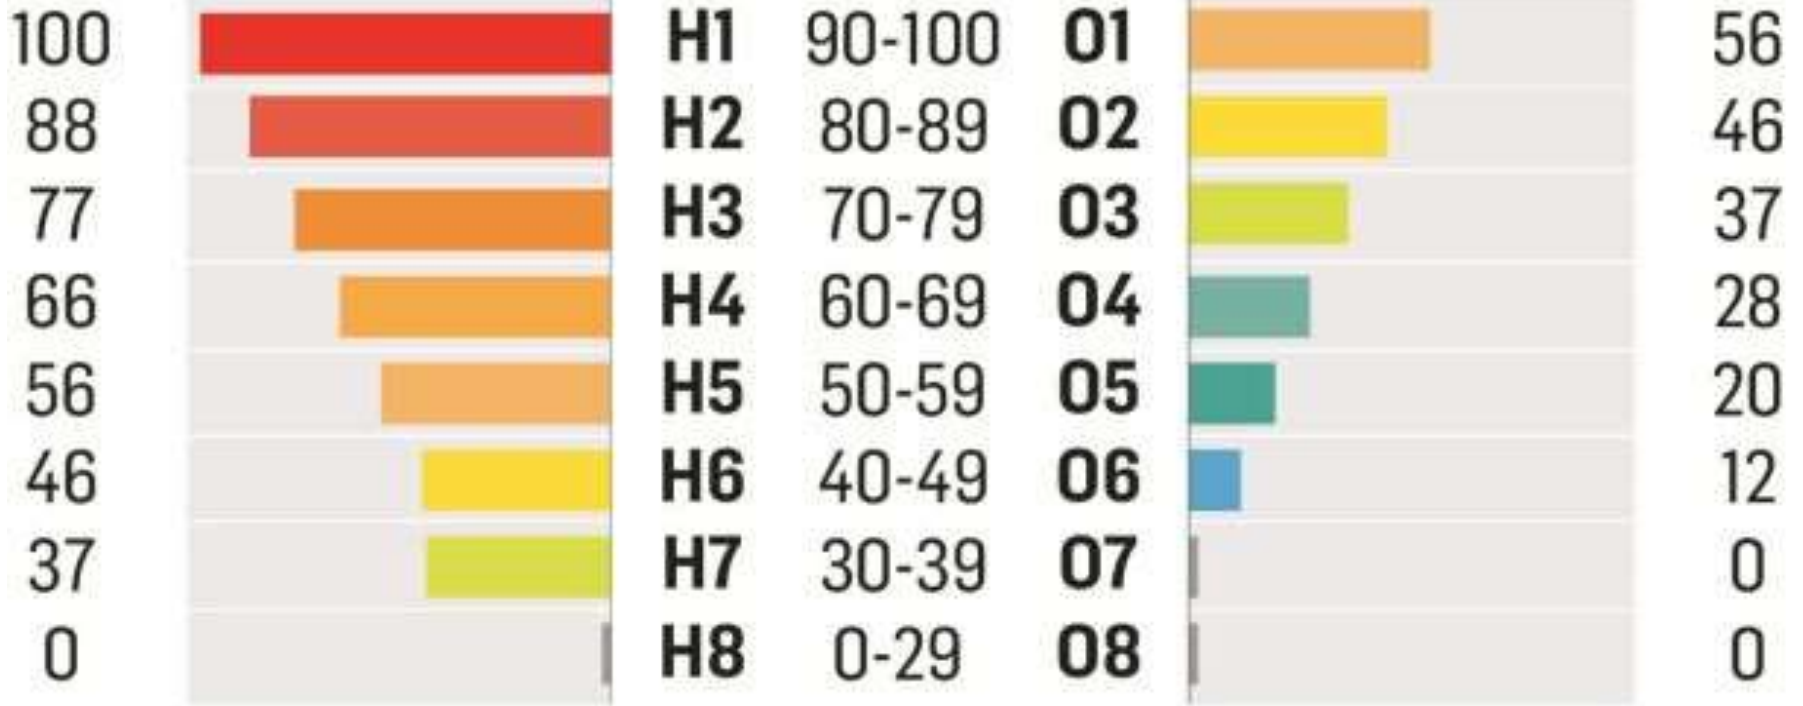 100 H1 90-100 O1 56
88 H2 80-89 O2 46
77 H3 70-79 O3 37
66 H4 60-69 O4 28
56 H5 50-59 O5 20
46 H6 40-49 O6 12
37 H7 30-39 O7 0
0 H8 0-29 O8 0